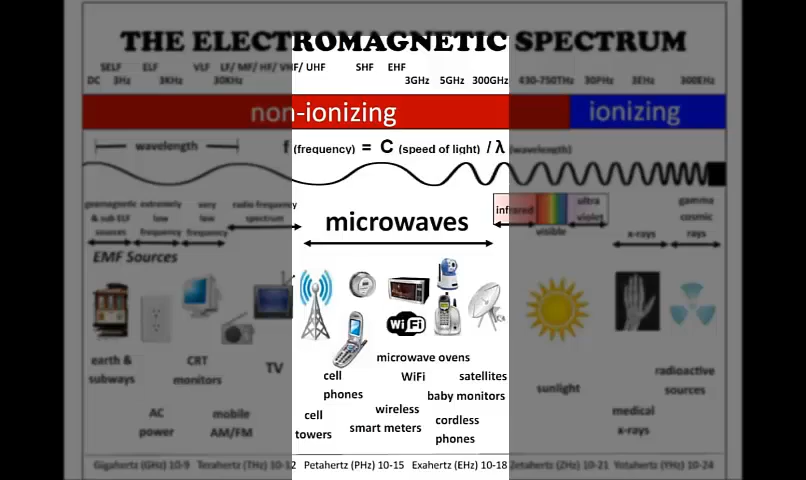 THE ELECTROMAGNETIC SPECTRUM
SELF ELF VLF LF/ MF/ HF/ VHF/ UHF SHF EHF
DC 3Hz 3KHz 30KHz 3GHz 5GHz 300GHz 430-750THz 30PHz 3EHz 300EHz
non-ionizing ionizing
wavelength f (frequency) = C (speed of light) / λ (wavelength)
geomagnetic & sub ELF sources
extremely low frequency
very low frequency
radio frequency spectrum
microwaves
infrared
visible
ultra violet
x-rays
gamma cosmic rays
EMF Sources
WiFi
earth & subways
CRT monitors
TV
AC power
mobile AM/FM
cell phones
cell towers
microwave ovens
WiFi
satellites
baby monitors
wireless smart meters
cordless phones
sunlight
medical x-rays
radioactive sources
Gigahertz (GHz) 10-9 Terahertz (THz) 10-12 Petahertz (PHz) 10-15 Exahertz (EHz) 10-18 Zetahertz (ZHz) 10-21 Yotahertz (YHz) 10-24